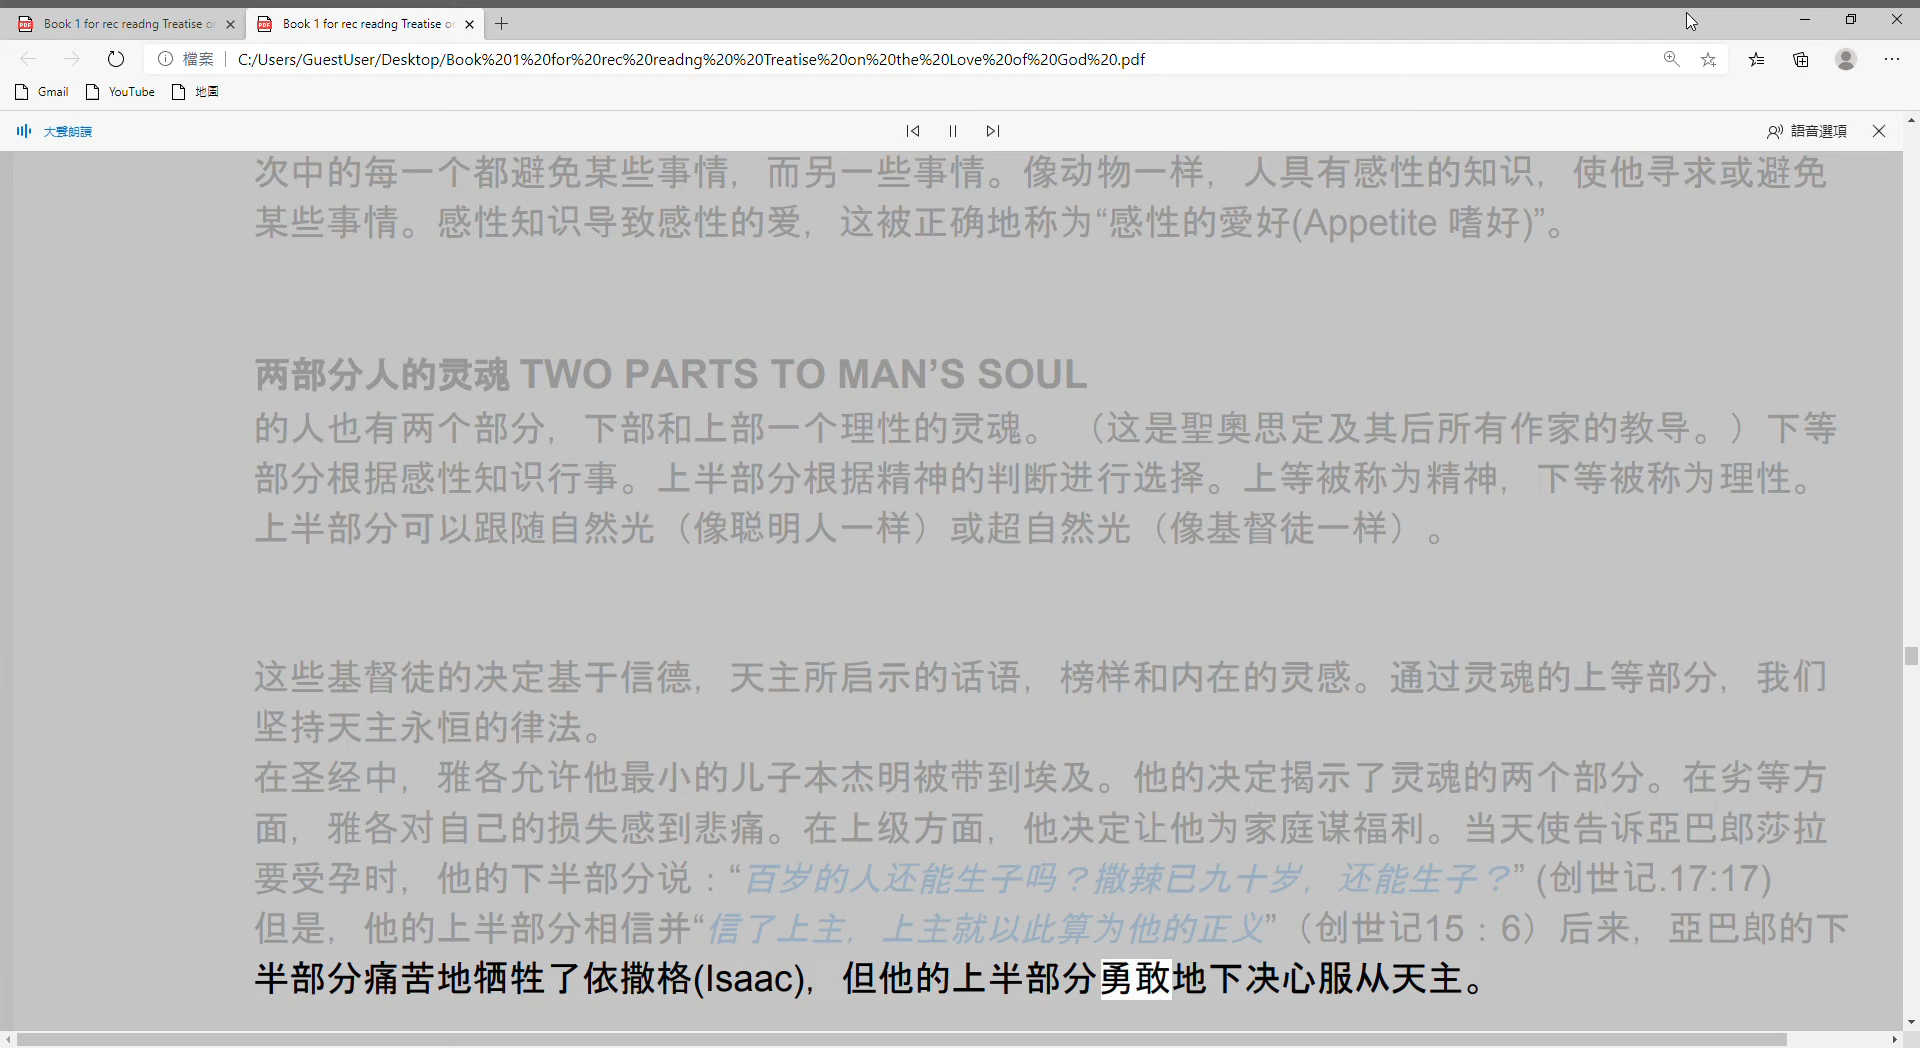 Book 1 for rec readng Treatise o
Book 1 for rec readng Treatise o
檔案
C:/Users/GuestUser/Desktop/Book%201%20for%20rec%20readng%20%20Treatise%20on%20the%20Love%20of%20God%20.pdf
Gmail
YouTube
地圖
大聲朗讀
語音選項
次中的每一个都避免某些事情，而另一些事情。像动物一样，人具有感性的知识，使他寻求或避免
某些事情。感性知识导致感性的爱，这被正确地称为“感性的愛好(Appetite 嗜好)”。
两部分人的灵魂 TWO PARTS TO MAN’S SOUL
的人也有两个部分，下部和上部一个理性的灵魂。（这是聖奧思定及其后所有作家的教导。）下等
部分根据感性知识行事。上半部分根据精神的判断进行选择。上等被称为精神，下等被称为理性。
上半部分可以跟随自然光（像聪明人一样）或超自然光（像基督徒一样）。
这些基督徒的决定基于信德，天主所启示的话语，榜样和内在的灵感。通过灵魂的上等部分，我们
坚持天主永恒的律法。
在圣经中，雅各允许他最小的儿子本杰明被带到埃及。他的决定揭示了灵魂的两个部分。在劣等方
面，雅各对自己的损失感到悲痛。在上级方面，他决定让他为家庭谋福利。当天使告诉亞巴郎莎拉
要受孕时，他的下半部分说：“百岁的人还能生子吗？撒辣已九十岁，还能生子？” (创世记.17:17)
但是，他的上半部分相信并“信了上主，上主就以此算为他的正义”（创世记15：6）后来，亞巴郎的下
半部分痛苦地牺牲了依撒格(Isaac)，但他的上半部分勇敢地下决心服从天主。